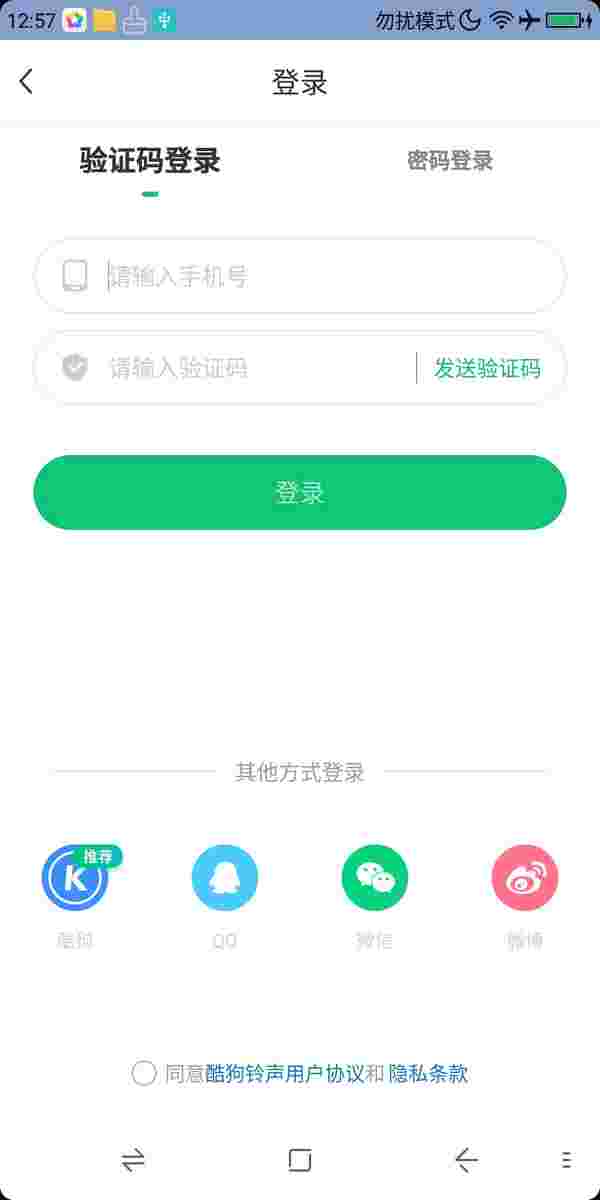 12:57 勿扰模式
登录
验证码登录 密码登录
请输入手机号
请输入验证码 发送验证码
登录
其他方式登录
推荐
酷狗 QQ 微信 微博
同意酷狗铃声用户协议和 隐私条款